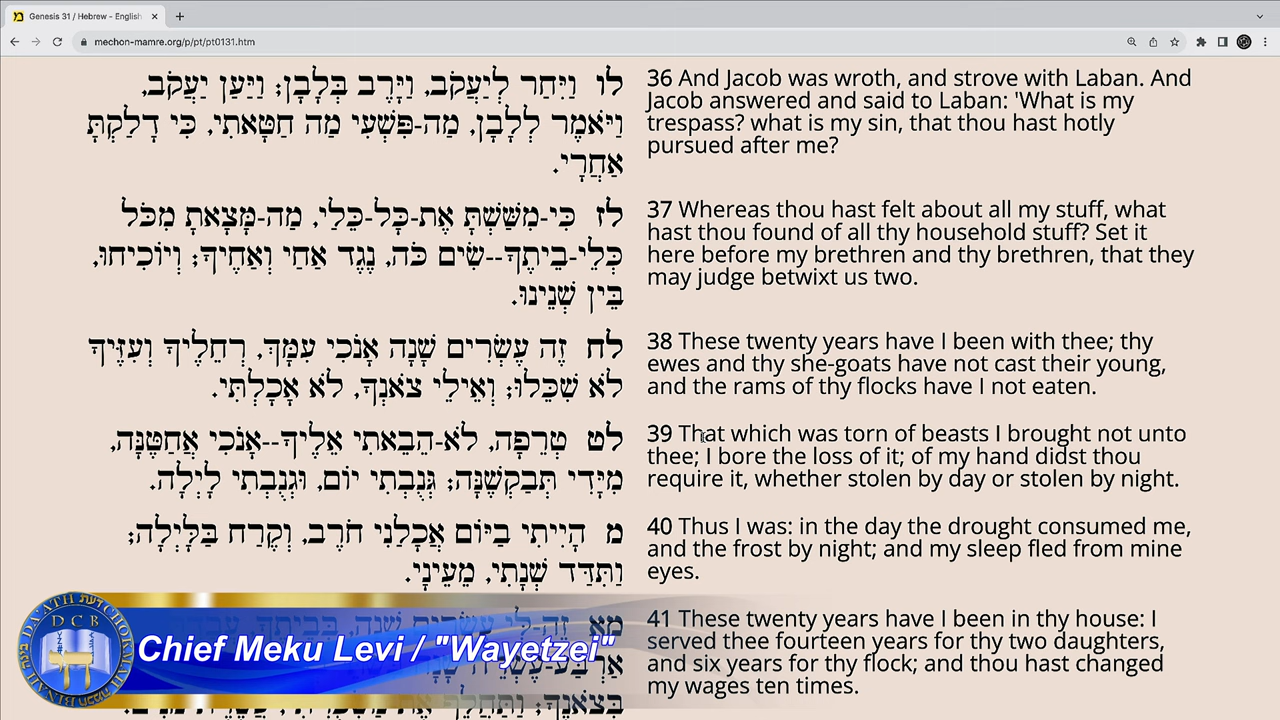 Genesis 31 / Hebrew - English
mechon-mamre.org/p/pt/pt0131.htm
לו וַיִּחַר לְיַעֲקֹב, וַיָּרֶב בְּלָבָן; וַיַּעַן יַעֲקֹב,
וַיֹּאמֶר לְלָבָן, מַה-פִּשְׁעִי מַה חַטָּאתִי, כִּי דָלַקְתָּ
אַחֲרָי.
36 And Jacob was wroth, and strove with Laban. And
Jacob answered and said to Laban: 'What is my
trespass? what is my sin, that thou hast hotly
pursued after me?
לז כִּי-מִשַּׁשְׁתָּ אֶת-כָּל-כֵּלַי, מַה-מָּצָאתָ מִכֹּל
כְּלֵי-בֵיתֶךָ--שִׂים כֹּה, נֶגֶד אַחַי וְאַחֶיךָ; וְיוֹכִיחוּ,
בֵּין שְׁנֵינוּ.
37 Whereas thou hast felt about all my stuff, what
hast thou found of all thy household stuff? Set it
here before my brethren and thy brethren, that they
may judge betwixt us two.
לח זֶה עֶשְׂרִים שָׁנָה אָנֹכִי עִמָּךְ, רְחֵלֶיךָ וְעִזֶּיךָ
לֹא שִׁכֵּלוּ; וְאֵילֵי צֹאנְךָ, לֹא אָכָלְתִּי.
38 These twenty years have I been with thee; thy
ewes and thy she-goats have not cast their young,
and the rams of thy flocks have I not eaten.
לט טְרֵפָה, לֹא-הֵבֵאתִי אֵלֶיךָ--אָנֹכִי אֲחַטֶּנָּה,
מִיָּדִי תְּבַקְשֶׁנָּה; גְּנֻבְתִי יוֹם, וּגְנֻבְתִי לָיְלָה.
39 That which was torn of beasts I brought not unto
thee; I bore the loss of it; of my hand didst thou
require it, whether stolen by day or stolen by night.
מ הָיִיתִי בַיּוֹם אֲכָלַנִי חֹרֶב, וְקֶרַח בַּלָּיְלָה;
וַתִּדַּד שְׁנָתִי, מֵעֵינָי.
40 Thus I was: in the day the drought consumed me,
and the frost by night; and my sleep fled from mine
eyes.
41 These twenty years have I been in thy house: I
served thee fourteen years for thy two daughters,
and six years for thy flock; and thou hast changed
my wages ten times.
DCB
Chief Meku Levi / "Wayetzei"